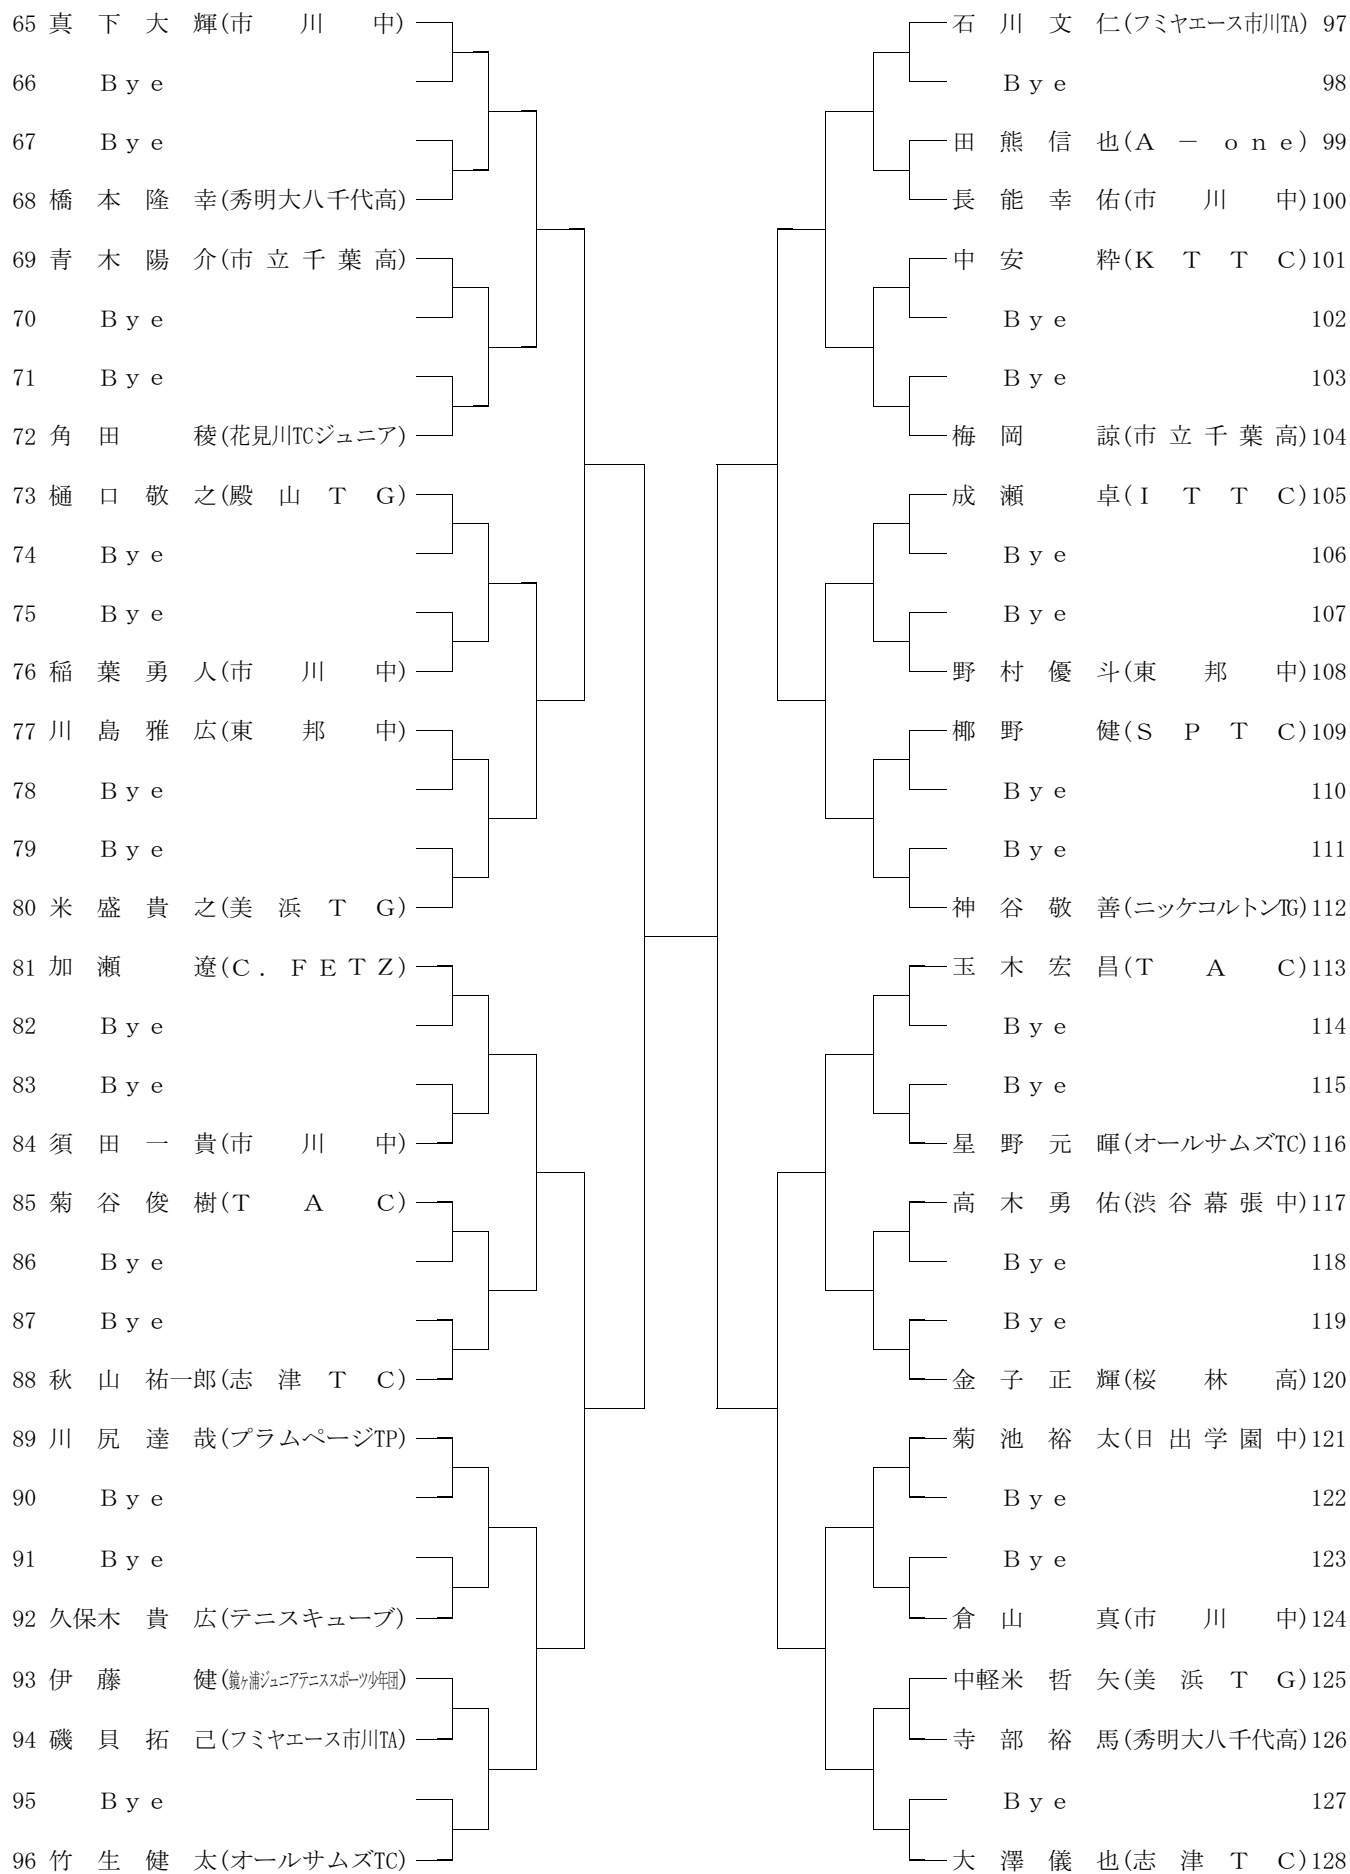 65 真下大輝(市川中)
66 Bye
67 Bye
68 橋本隆幸(秀明大八千代高)
69 青木陽介(市立千葉高)
70 Bye
71 Bye
72 角田稜(花見川TCジュニア)
73 樋口敬之(殿山TG)
74 Bye
75 Bye
76 稲葉勇人(市川中)
77 川島雅広(東邦中)
78 Bye
79 Bye
80 米盛貴之(美浜TG)
81 加瀬遼(C.FETZ)
82 Bye
83 Bye
84 須田一貴(市川中)
85 菊谷俊樹(TAC)
86 Bye
87 Bye
88 秋山祐一郎(志津TC)
89 川尻達哉(プラムページTP)
90 Bye
91 Bye
92 久保木貴広(テニスキューブ)
93 伊藤健(鏡ヶ浦ジュニアテニススポーツ少年団)
94 磯貝拓己(フミヤエース市川TA)
95 Bye
96 竹生健太(オールサムズTC)
石川文仁(フミヤエース市川TA) 97
Bye 98
田熊信也(A－one) 99
長能幸佑(市川中)100
中安粋(KTTC)101
Bye 102
Bye 103
梅岡諒(市立千葉高)104
成瀬卓(ITTC)105
Bye 106
Bye 107
野村優斗(東邦中)108
椰野健(SPTC)109
Bye 110
Bye 111
神谷敬善(ニッケコルトンTG)112
玉木宏昌(TAC)113
Bye 114
Bye 115
星野元暉(オールサムズTC)116
高木勇佑(渋谷幕張中)117
Bye 118
Bye 119
金子正輝(桜林高)120
菊池裕太(日出学園中)121
Bye 122
Bye 123
倉山真(市川中)124
中軽米哲矢(美浜TG)125
寺部裕馬(秀明大八千代高)126
Bye 127
大澤儀也(志津TC)128